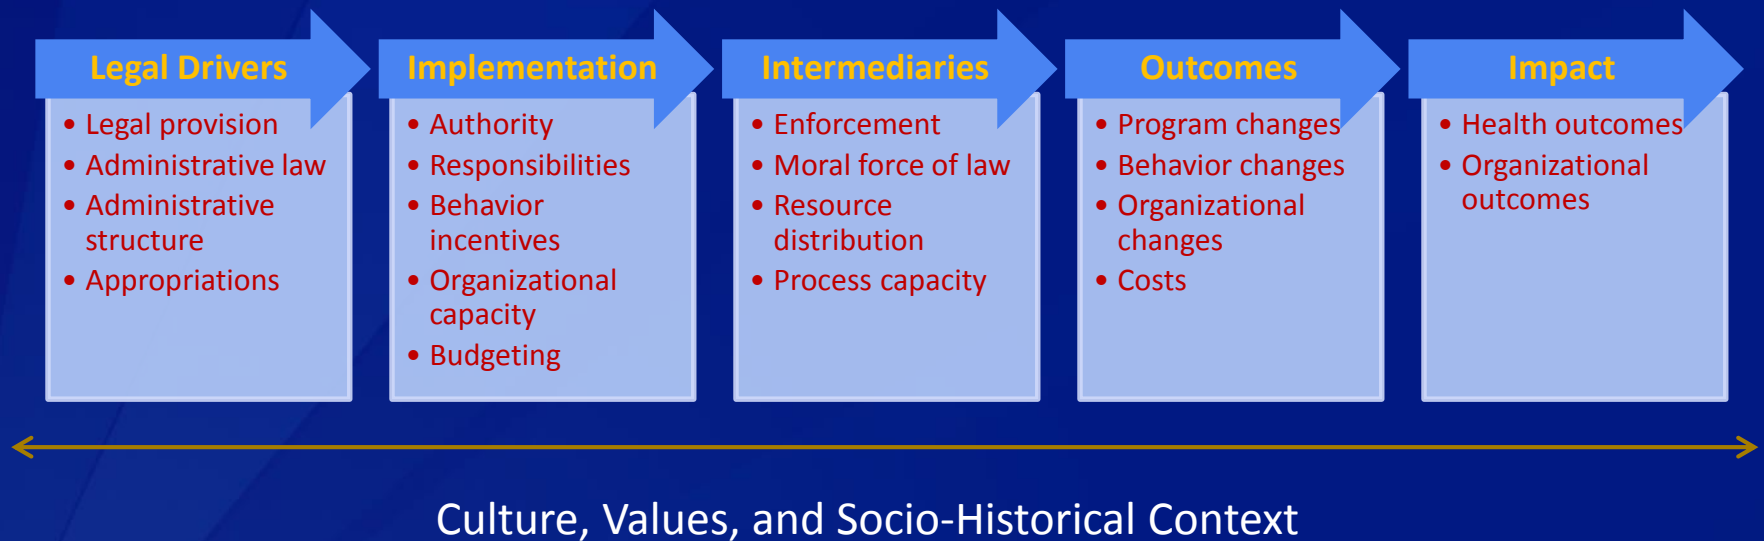 Legal Drivers
• Legal provision
• Administrative law
• Administrative
structure
• Appropriations
Implementation
• Authority
• Responsibilities
• Behavior
incentives
• Organizational
capacity
• Budgeting
Intermediaries
• Enforcement
• Moral force of law
• Resource
distribution
• Process capacity
Outcomes
• Program changes
• Behavior changes
• Organizational
changes
• Costs
Impact
• Health outcomes
• Organizational
outcomes
Culture, Values, and Socio-Historical Context